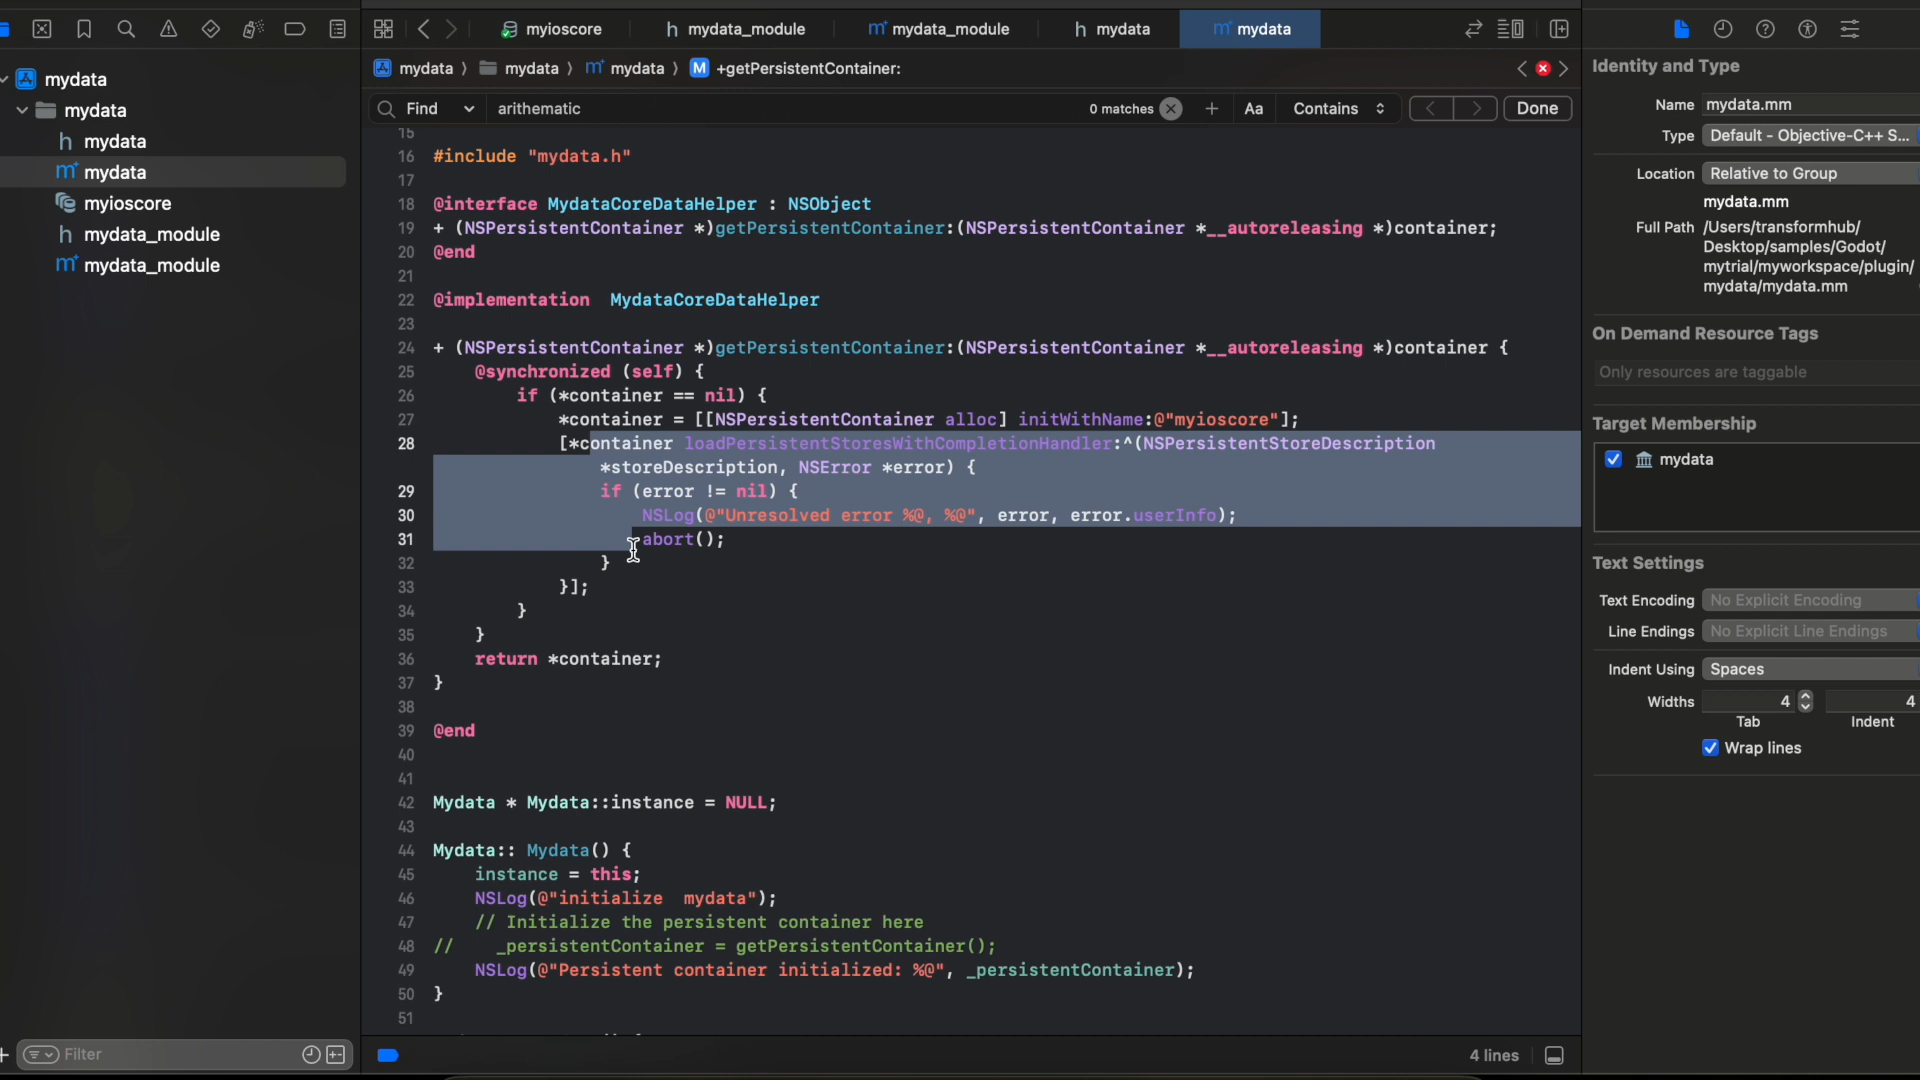 myioscore
mydata_module
mydata_module
mydata
mydata
mydata
mydata
mydata
+getPersistentContainer:
Find
arithematic
0 matches
Aa
Contains
Done
mydata
mydata
mydata
mydata
myioscore
mydata_module
mydata_module
Filter
15
16 #include "mydata.h"
17
18 @interface MydataCoreDataHelper : NSObject
19 + (NSPersistentContainer *)getPersistentContainer:(NSPersistentContainer *__autoreleasing *)container;
20 @end
21
22 @implementation  MydataCoreDataHelper
23
24 + (NSPersistentContainer *)getPersistentContainer:(NSPersistentContainer *__autoreleasing *)container {
25     @synchronized (self) {
26         if (*container == nil) {
27             *container = [[NSPersistentContainer alloc] initWithName:@"myioscore"];
28             [*container loadPersistentStoresWithCompletionHandler:^(NSPersistentStoreDescription
                *storeDescription, NSError *error) {
29                 if (error != nil) {
30                     NSLog(@"Unresolved error %@, %@", error, error.userInfo);
31                     abort();
32                 }
33             }];
34         }
35     }
36     return *container;
37 }
38
39 @end
40
41
42 Mydata * Mydata::instance = NULL;
43
44 Mydata:: Mydata() {
45     instance = this;
46     NSLog(@"initialize  mydata");
47     // Initialize the persistent container here
48 //    _persistentContainer = getPersistentContainer();
49     NSLog(@"Persistent container initialized: %@", _persistentContainer);
50 }
51
4 lines
Identity and Type
Name mydata.mm
Type Default - Objective-C++ S...
Location Relative to Group
mydata.mm
Full Path /Users/transformhub/
Desktop/samples/Godot/
mytrial/myworkspace/plugin/
mydata/mydata.mm
On Demand Resource Tags
Only resources are taggable
Target Membership
mydata
Text Settings
Text Encoding No Explicit Encoding
Line Endings No Explicit Line Endings
Indent Using Spaces
Widths 4 4
Tab Indent
Wrap lines